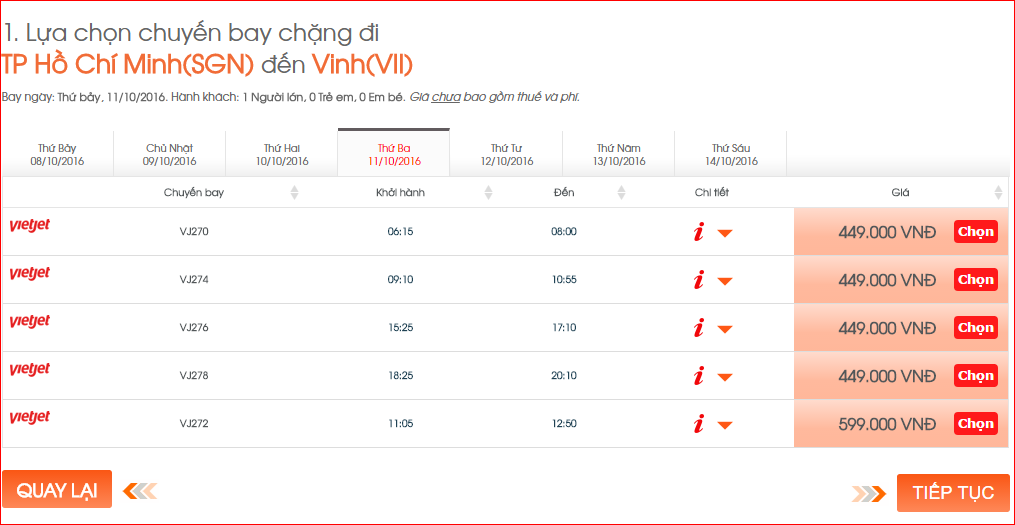 1. Lựa chọn chuyến bay chặng đi
TP Hồ Chí Minh(SGN) đến Vinh(VII)
Bay ngày: Thứ bảy, 11/10/2016. Hành khách: 1 Người lớn, 0 Trẻ em, 0 Em bé. Giá chưa bao gồm thuế và phí.
Thứ Bảy Chủ Nhật Thứ Hai Thứ Ba Thứ Tư Thứ Năm Thứ Sáu
08/10/2016 09/10/2016 10/10/2016 11/10/2016 12/10/2016 13/10/2016 14/10/2016
Chuyến bay Khởi hành Đến Chi tiết Giá
vietjet VJ270 06:15 08:00 i 449.000 VNĐ Chọn
vietjet VJ274 09:10 10:55 i 449.000 VNĐ Chọn
vietjet VJ276 15:25 17:10 i 449.000 VNĐ Chọn
vietjet VJ278 18:25 20:10 i 449.000 VNĐ Chọn
vietjet VJ272 11:05 12:50 i 599.000 VNĐ Chọn
QUAY LẠI TIẾP TỤC